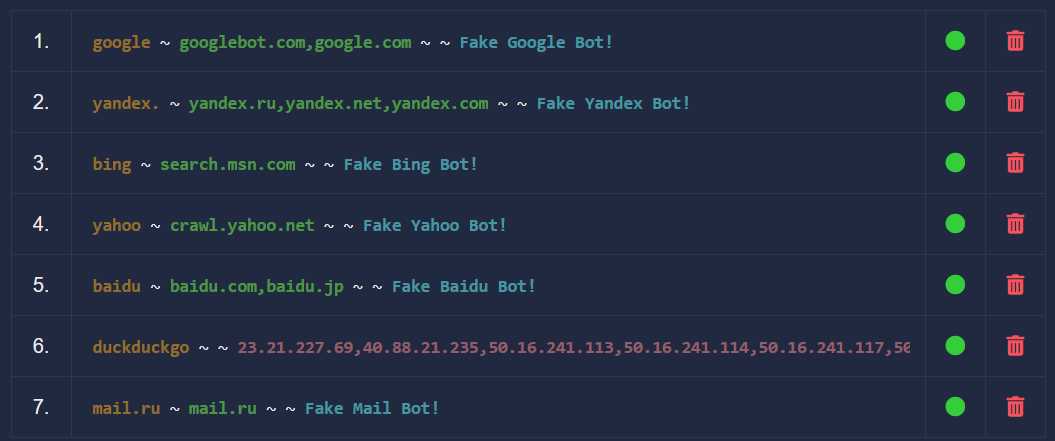 1. google ~ googlebot.com,google.com ~ ~ Fake Google Bot!
2. yandex. ~ yandex.ru,yandex.net,yandex.com ~ ~ Fake Yandex Bot!
3. bing ~ search.msn.com ~ ~ Fake Bing Bot!
4. yahoo ~ crawl.yahoo.net ~ ~ Fake Yahoo Bot!
5. baidu ~ baidu.com,baidu.jp ~ ~ Fake Baidu Bot!
6. duckduckgo ~ ~ 23.21.227.69,40.88.21.235,50.16.241.113,50.16.241.114,50.16.241.117,50
7. mail.ru ~ mail.ru ~ ~ Fake Mail Bot!